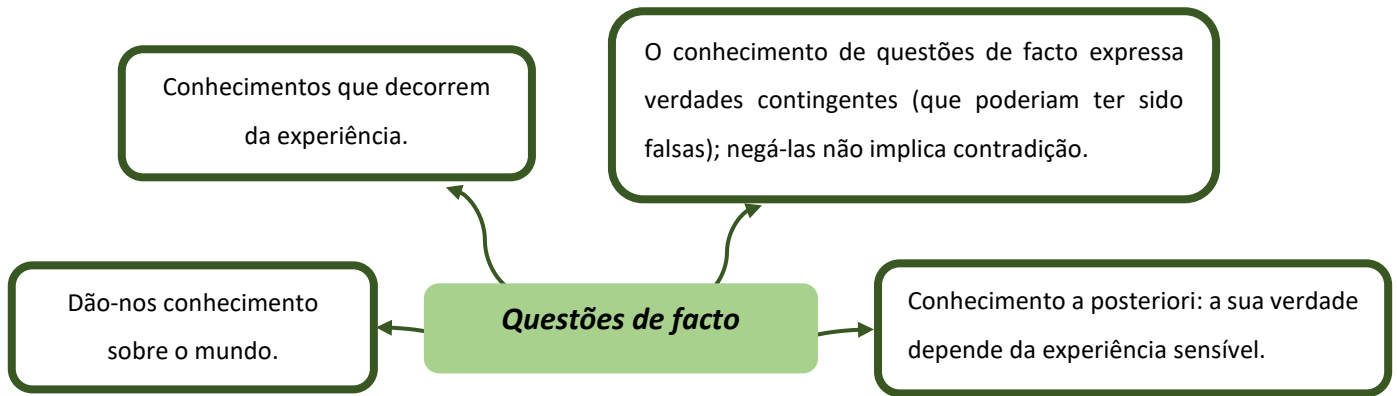 Conhecimentos que decorrem
da experiência.
O conhecimento de questões de facto expressa
verdades contingentes (que poderiam ter sido
falsas); negá-las não implica contradição.
Dão-nos conhecimento
sobre o mundo.
Questões de facto
Conhecimento a posteriori: a sua verdade
depende da experiência sensível.